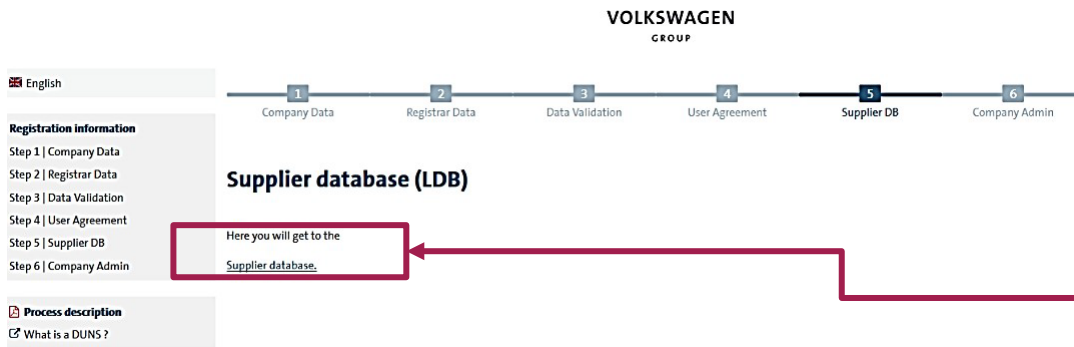 VOLKSWAGEN
GROUP
English
1 2 3 4 5 6
Company Data Registrar Data Data Validation User Agreement Supplier DB Company Admin
Registration information
Step 1 | Company Data
Step 2 | Registrar Data
Step 3 | Data Validation
Step 4 | User Agreement
Step 5 | Supplier DB
Step 6 | Company Admin
Supplier database (LDB)
Here you will get to the
Supplier database.
Process description
What is a DUNS ?